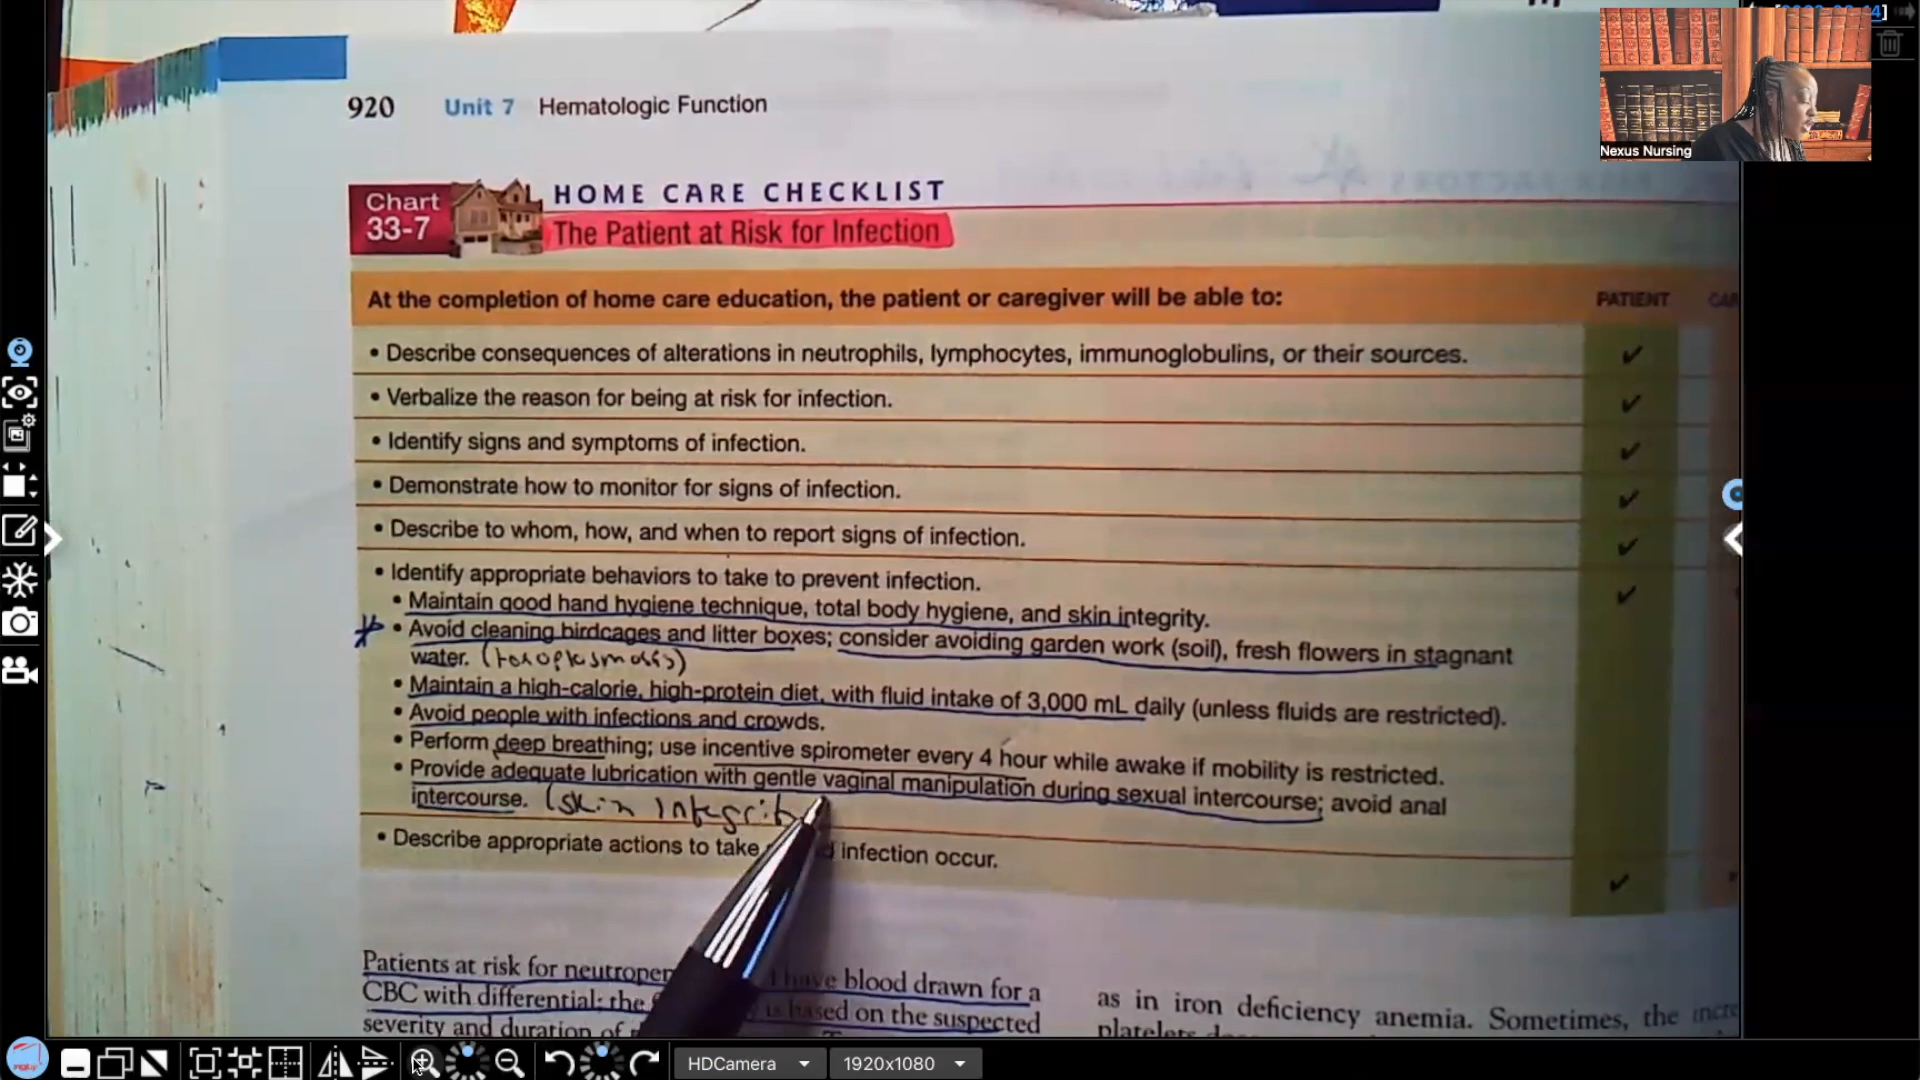 Nexus Nursing
920 Unit 7 Hematologic Function
Chart
33-7
HOME CARE CHECKLIST
The Patient at Risk for Infection
At the completion of home care education, the patient or caregiver will be able to:
PATIENT
• Describe consequences of alterations in neutrophils, lymphocytes, immunoglobulins, or their sources. ✓
• Verbalize the reason for being at risk for infection. ✓
• Identify signs and symptoms of infection. ✓
• Demonstrate how to monitor for signs of infection. ✓
• Describe to whom, how, and when to report signs of infection. ✓
• Identify appropriate behaviors to take to prevent infection. ✓
• Maintain good hand hygiene technique, total body hygiene, and skin integrity.
• Avoid cleaning birdcages and litter boxes; consider avoiding garden work (soil), fresh flowers in stagnant
water. (toxoplasmosis)
• Maintain a high-calorie, high-protein diet, with fluid intake of 3,000 mL daily (unless fluids are restricted).
• Avoid people with infections and crowds.
• Perform deep breathing; use incentive spirometer every 4 hour while awake if mobility is restricted.
• Provide adequate lubrication with gentle vaginal manipulation during sexual intercourse; avoid anal
intercourse. (skin
• Describe appropriate actions to take infection occur. ✓
Patients at risk for have blood drawn for a
CBC with differential; the is based on the suspected
severity and duration of
as in iron deficiency anemia. Sometimes, the
HDCamera
1920x1080